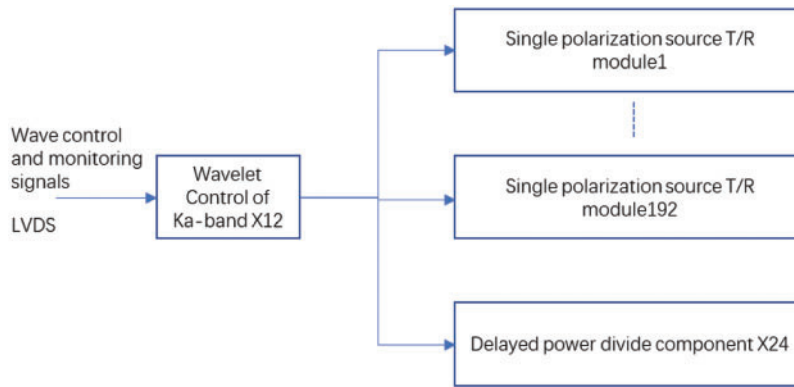 Single polarization source T/R
module1
Wave control
and monitoring
signals
LVDS
Wavelet
Control of
Ka-band X12
Single polarization source T/R
module192
Delayed power divide component X24